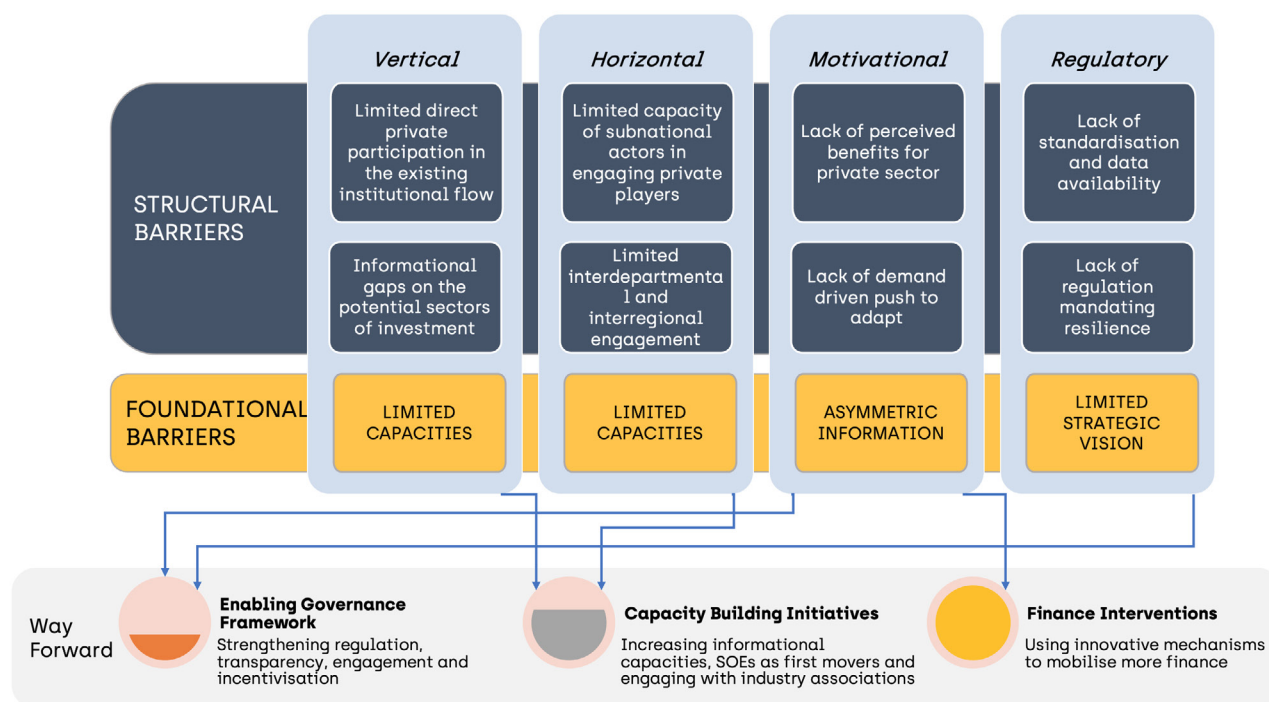 Vertical
Horizontal
Motivational
Regulatory
STRUCTURAL
BARRIERS
Limited direct
private
participation in
the existing
institutional flow
Limited capacity
of subnational
actors in
engaging private
players
Lack of perceived
benefits for
private sector
Lack of
standardisation
and data
availability
Informational
gaps on the
potential sectors
of investment
Limited
interdepartmenta
l and
interregional
engagement
Lack of demand
driven push to
adapt
Lack of
regulation
mandating
resilience
FOUNDATIONAL
BARRIERS
LIMITED
CAPACITIES
LIMITED
CAPACITIES
ASYMMETRIC
INFORMATION
LIMITED
STRATEGIC
VISION
Way
Forward
Enabling Governance
Framework
Strengthening regulation,
transparency, engagement and
incentivisation
Capacity Building Initiatives
Increasing informational
capacities, SOEs as first movers and
engaging with industry associations
Finance Interventions
Using innovative mechanisms
to mobilise more finance